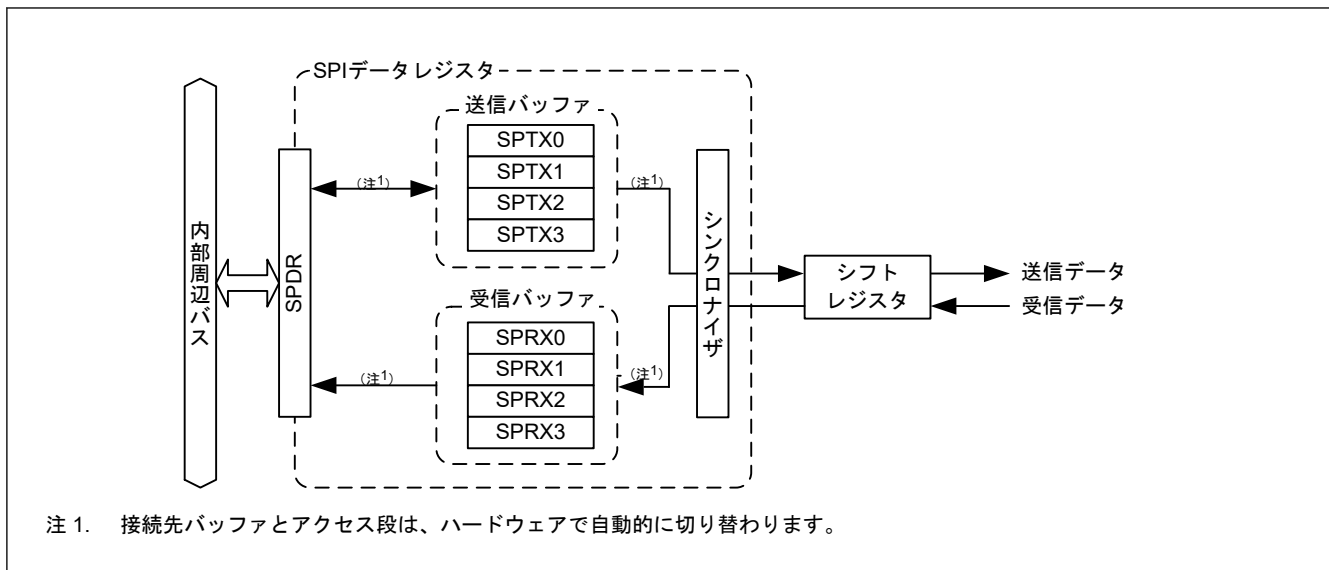 SPIデータレジスタ
送信バッファ
SPTX0
SPTX1
SPTX2
SPTX3
(注1)
(注1)
内部周辺バス
SPDR
シンクロナイザ
シフト
レジスタ
送信データ
受信データ
受信バッファ
SPRX0
SPRX1
SPRX2
SPRX3
(注1)
(注1)
注 1. 接続先バッファとアクセス段は、ハードウェアで自動的に切り替わります。